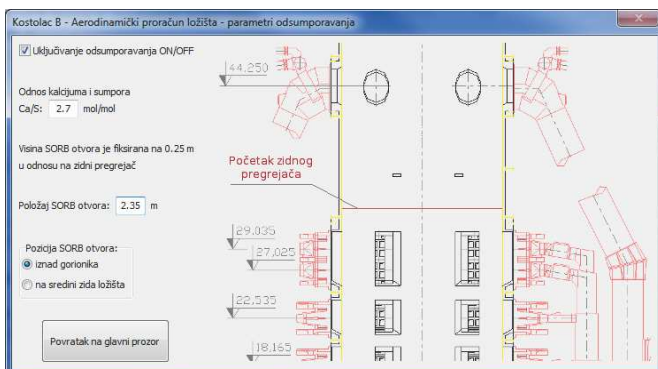 Kostolac B - Aerodinamički proračun ložišta - parametri odsumporavanja
Uključivanje odsumporavanja ON/OFF
Odnos kalcijuma i sumpora
Ca/S: 2.7 mol/mol
Visina SORB otvora je fiksirana na 0.25 m
u odnosu na zidni pregrejač
Položaj SORB otvora: 2.35 m
Pozicija SORB otvora:
iznad gorionika
na sredini zida ložišta
Povratak na glavni prozor
44.250
Početak zidnog
pregrejača
29.035
27,025
22,535
18,165